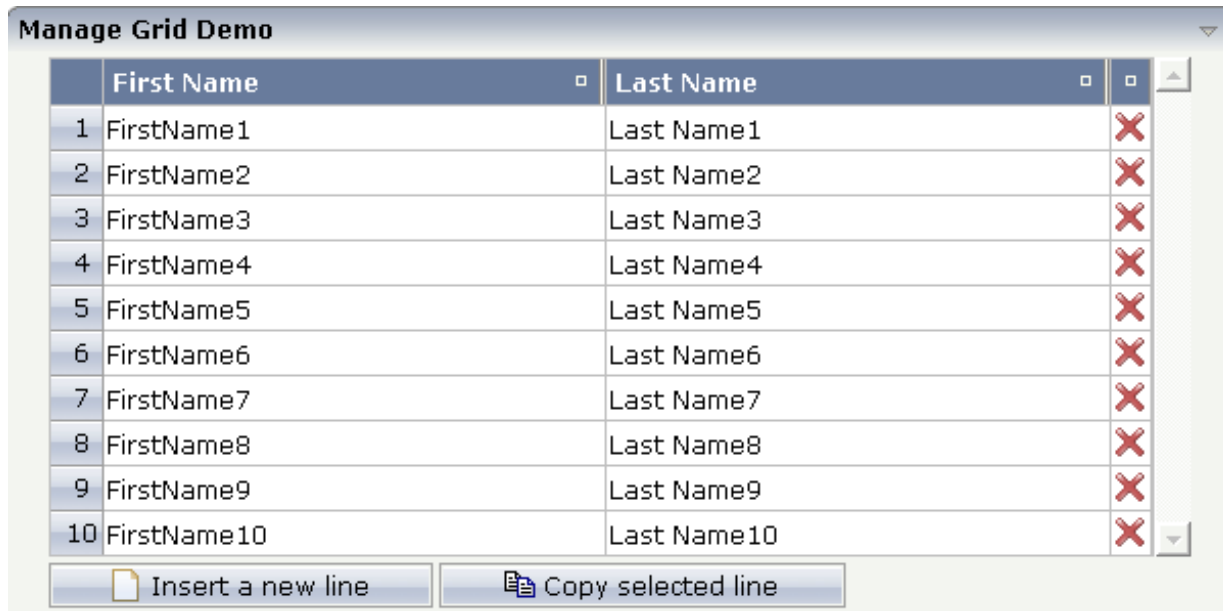 Manage Grid Demo
First Name Last Name
1 FirstName1 Last Name1
2 FirstName2 Last Name2
3 FirstName3 Last Name3
4 FirstName4 Last Name4
5 FirstName5 Last Name5
6 FirstName6 Last Name6
7 FirstName7 Last Name7
8 FirstName8 Last Name8
9 FirstName9 Last Name9
10 FirstName10 Last Name10
Insert a new line Copy selected line